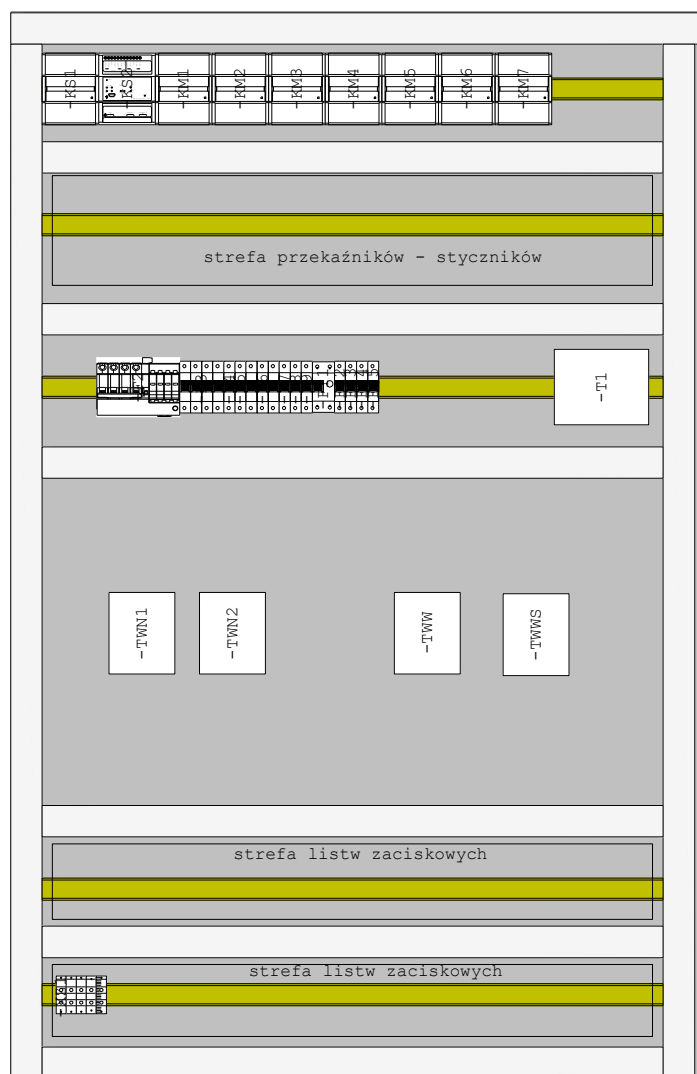 -KS1
-KS2
-KM1
-KM2
-KM3
-KM4
-KM5
-KM6
-KM7
strefa przekaźników - styczników
-T1
-TWN1
-TWN2
-TWW
-TWWS
strefa listw zaciskowych
strefa listw zaciskowych